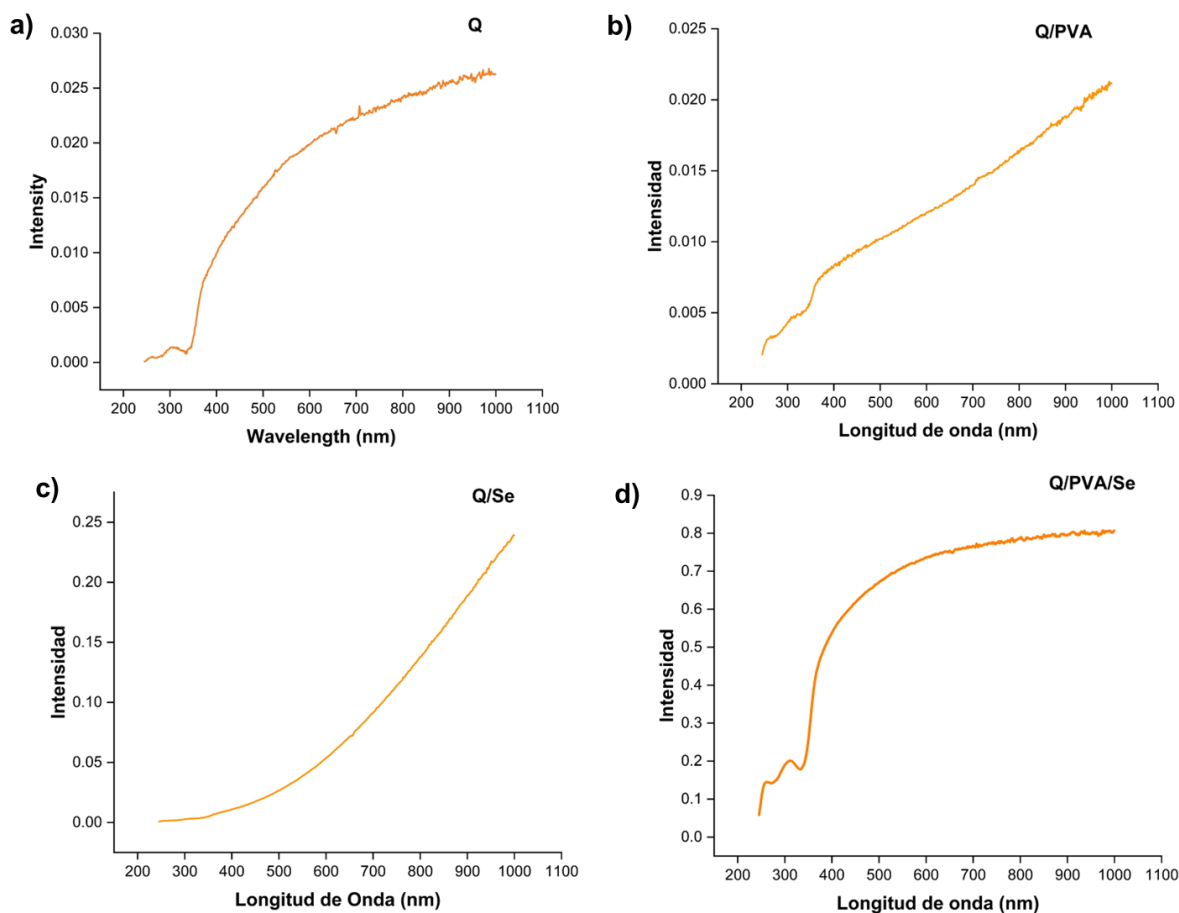 a)
Q
0.030
0.025
0.020
0.015
0.010
0.005
0.000
Intensity
200 300 400 500 600 700 800 900 1000 1100
Wavelength (nm)
b)
Q/PVA
0.025
0.020
0.015
0.010
0.005
0.000
Intensidad
200 300 400 500 600 700 800 900 1000 1100
Longitud de onda (nm)
c)
Q/Se
0.25
0.20
0.15
0.10
0.05
0.00
Intensidad
200 300 400 500 600 700 800 900 1000 1100
Longitud de Onda (nm)
d)
Q/PVA/Se
0.9
0.8
0.7
0.6
0.5
0.4
0.3
0.2
0.1
0.0
Intensidad
200 300 400 500 600 700 800 900 1000 1100
Longitud de onda (nm)